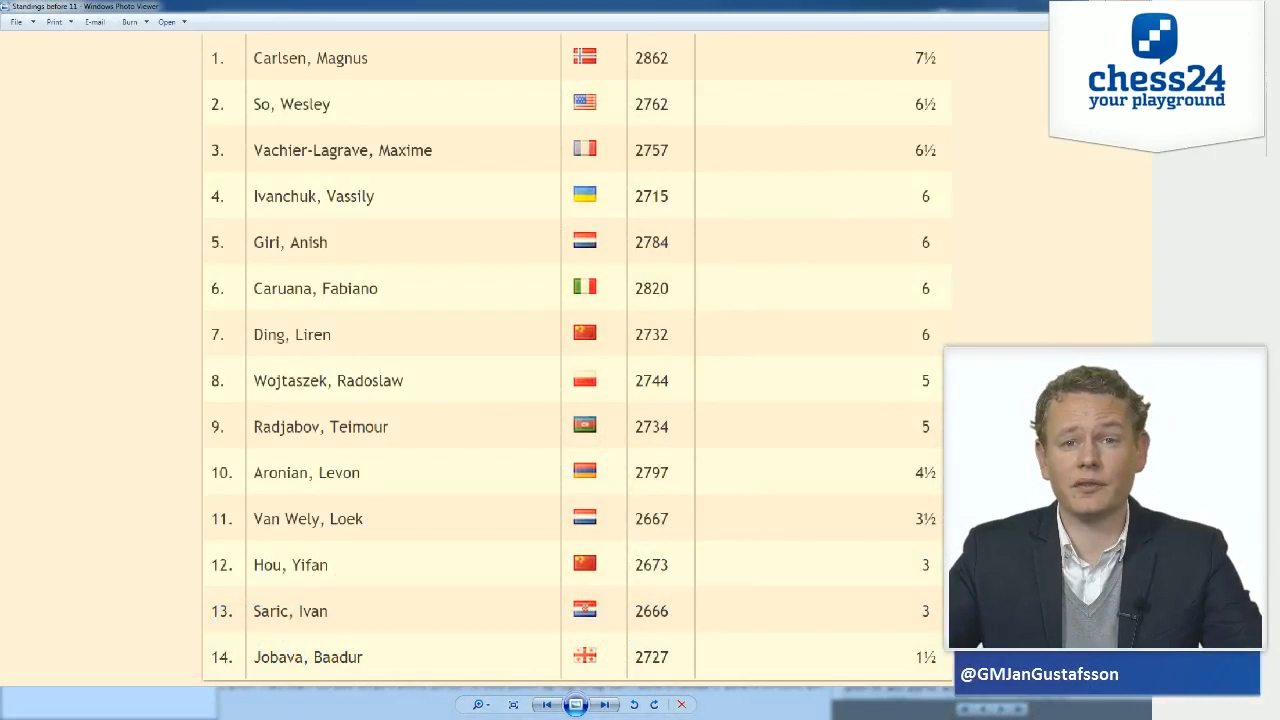 Standings before 11 - Windows Photo Viewer
File Print E-mail Burn Open
1. Carlsen, Magnus 2862 7½
2. So, Wesley 2762 6½
3. Vachier-Lagrave, Maxime 2757 6½
4. Ivanchuk, Vassily 2715 6
5. Giri, Anish 2784 6
6. Caruana, Fabiano 2820 6
7. Ding, Liren 2732 6
8. Wojtaszek, Radoslaw 2744 5
9. Radjabov, Teimour 2734 5
10. Aronian, Levon 2797 4½
11. Van Wely, Loek 2667 3½
12. Hou, Yifan 2673 3
13. Saric, Ivan 2666 3
14. Jobava, Baadur 2727 1½
chess24
your playground
@GMJanGustafsson